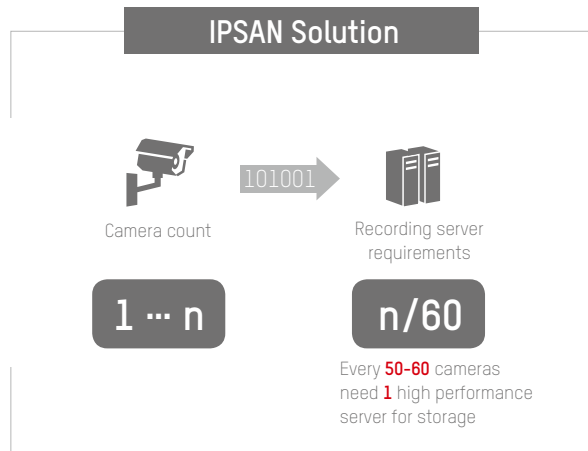 IPSAN Solution
101001
Camera count
Recording server
requirements
1 ··· n
n/60
Every 50-60 cameras
need 1 high performance
server for storage